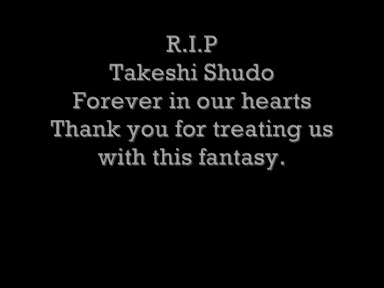 R.I.P
Takeshi Shudo
Forever in our hearts
Thank you for treating us
with this fantasy.